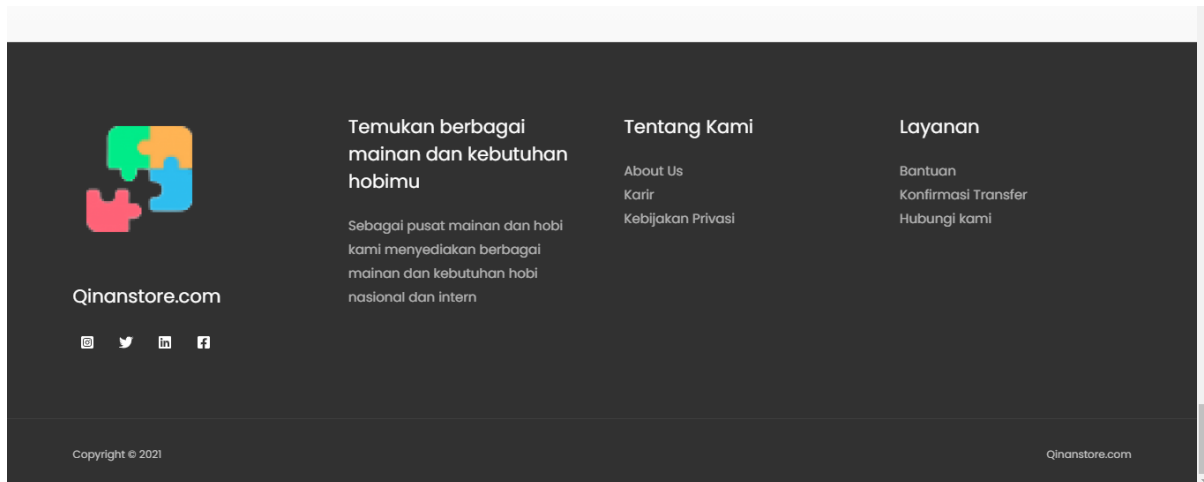 Qinanstore.com
Temukan berbagai
mainan dan kebutuhan
hobimu
Sebagai pusat mainan dan hobi
kami menyediakan berbagai
mainan dan kebutuhan hobi
nasional dan intern
Tentang Kami
About Us
Karir
Kebijakan Privasi
Layanan
Bantuan
Konfirmasi Transfer
Hubungi kami
Copyright © 2021
Qinanstore.com